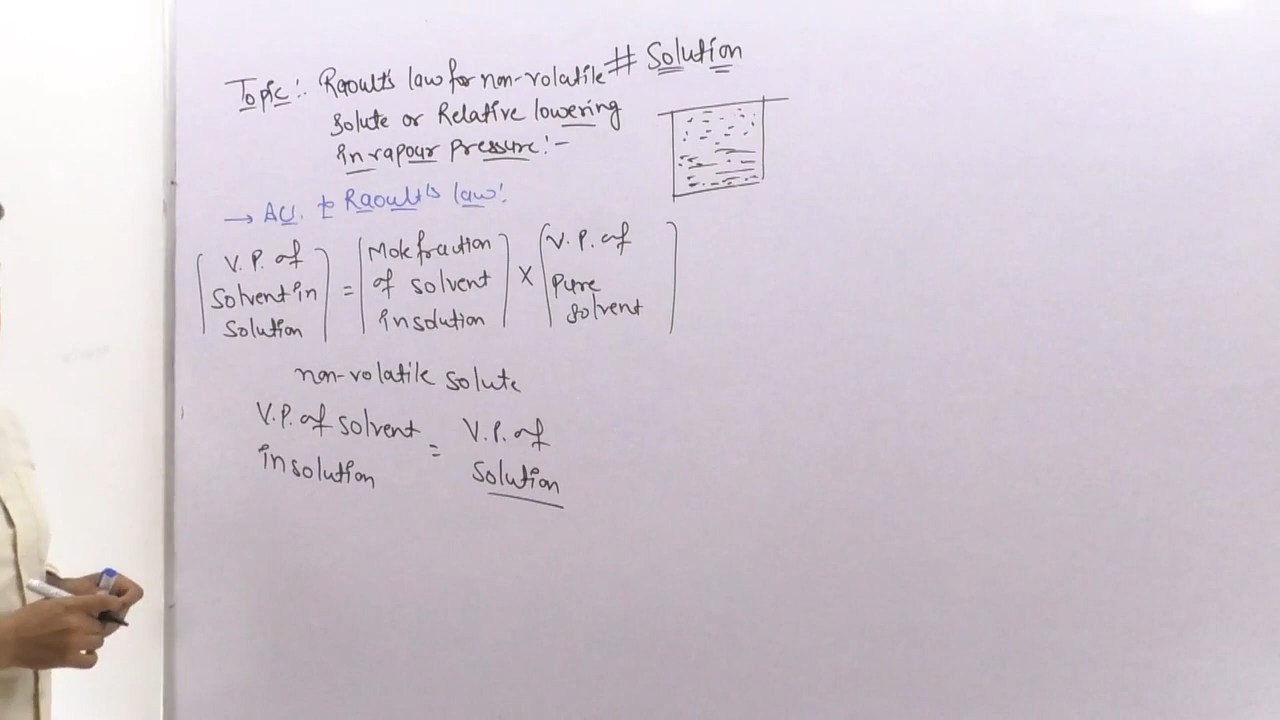 # Solution
Topic:- Raoult's law for non-volatile
Solute or Relative lowering
in vapour pressure:-
→ Acc. to Raoult's law:
(V.P. of Solvent in Solution) = (Mole fraction of solvent in solution) × (V.P. of Pure Solvent)
non-volatile solute
V.P. of solvent in solution = V.P. of Solution